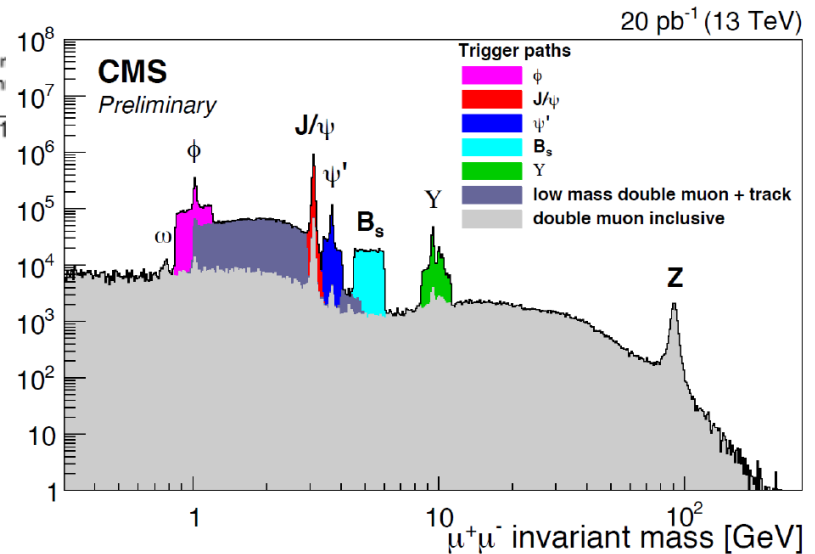 20 pb⁻¹ (13 TeV)
CMS
Preliminary
Trigger paths
ϕ
J/ψ
ψ'
Bₛ
Υ
low mass double muon + track
double muon inclusive
ω
ϕ
J/ψ
ψ'
Bₛ
Υ
Z
10⁸
10⁷
10⁶
10⁵
10⁴
10³
10²
10
1
1 10 10²
μ⁺μ⁻ invariant mass [GeV]